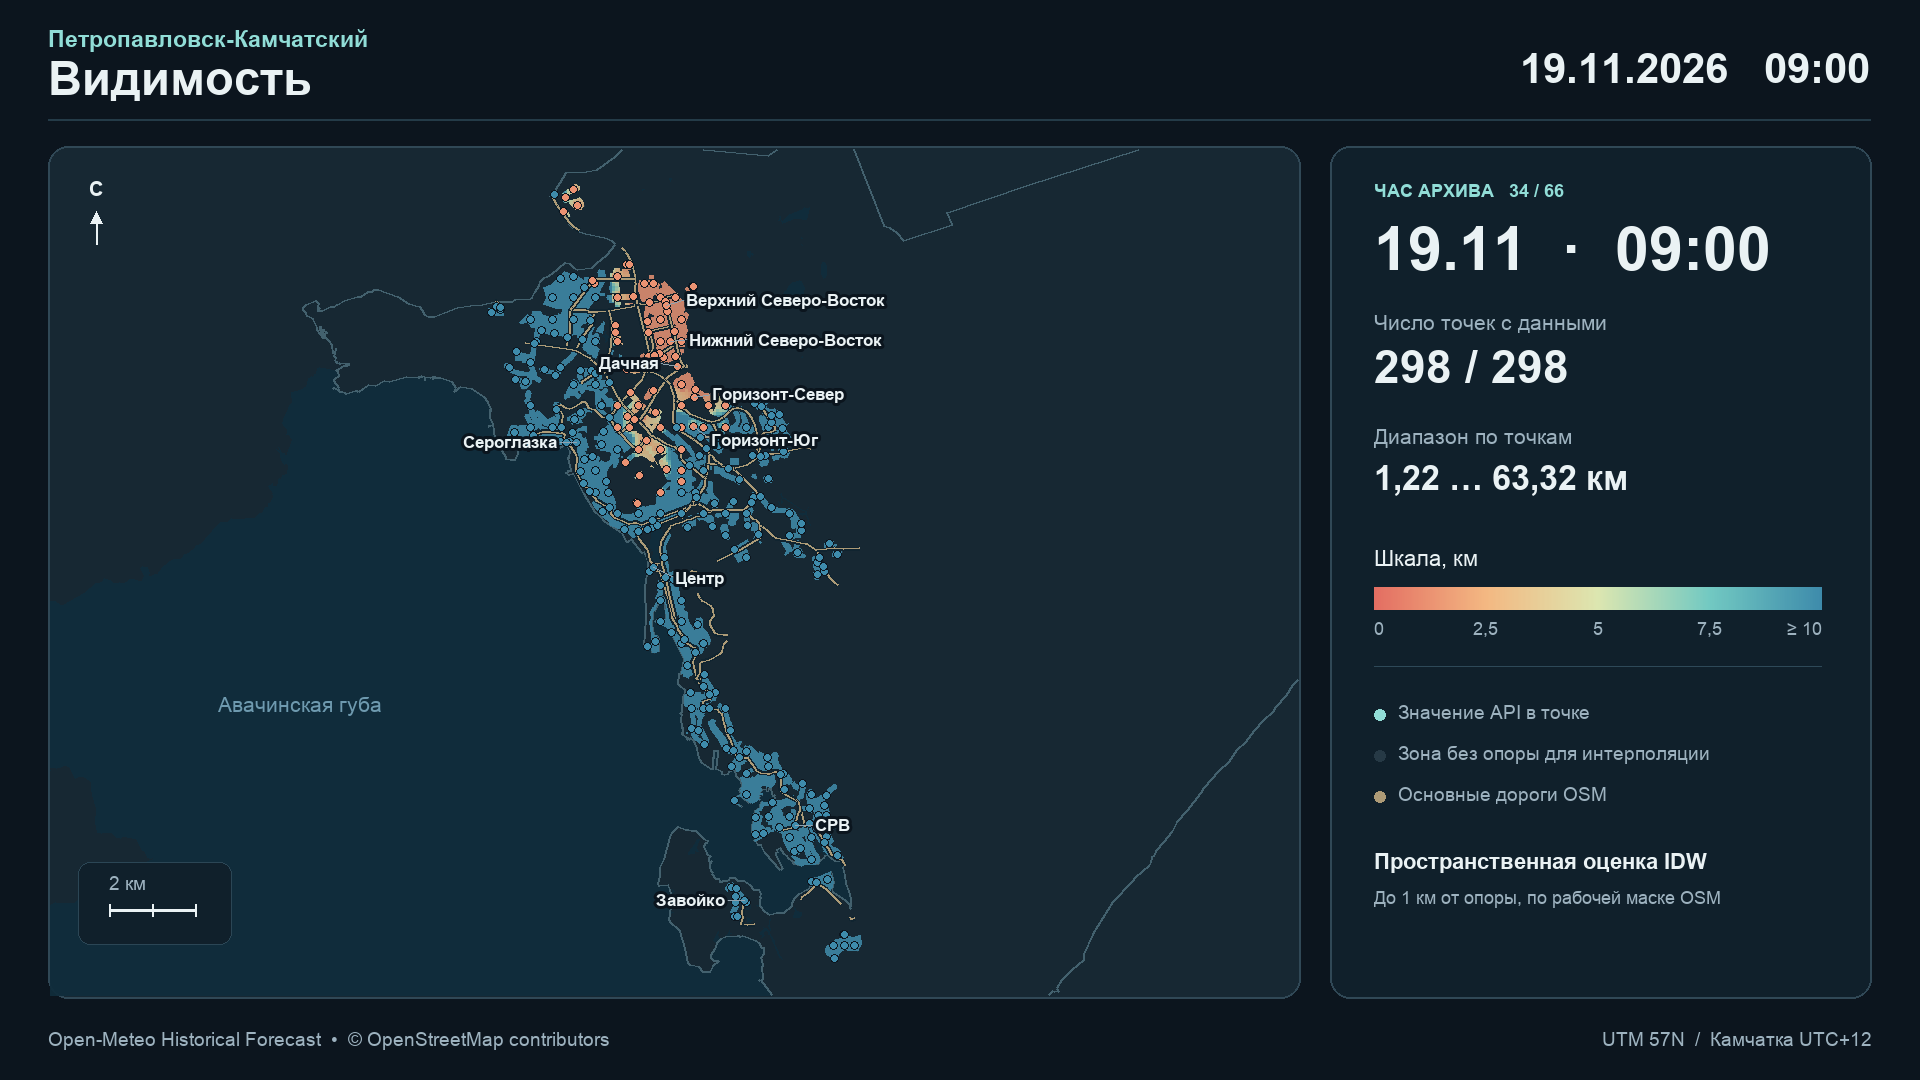 Петропавловск-Камчатский
Видимость
19.11.2026 09:00
С
Верхний Северо-Восток
Нижний Северо-Восток
Дачная
Горизонт-Север
Горизонт-Юг
Сероглазка
Центр
Авачинская губа
СРВ
Завойко
2 км
ЧАС АРХИВА 34 / 66
19.11 · 09:00
Число точек с данными
298 / 298
Диапазон по точкам
1,22 … 63,32 км
Шкала, км
0 2,5 5 7,5 ≥ 10
Значение API в точке
Зона без опоры для интерполяции
Основные дороги OSM
Пространственная оценка IDW
До 1 км от опоры, по рабочей маске OSM
Open-Meteo Historical Forecast • © OpenStreetMap contributors
UTM 57N / Камчатка UTC+12